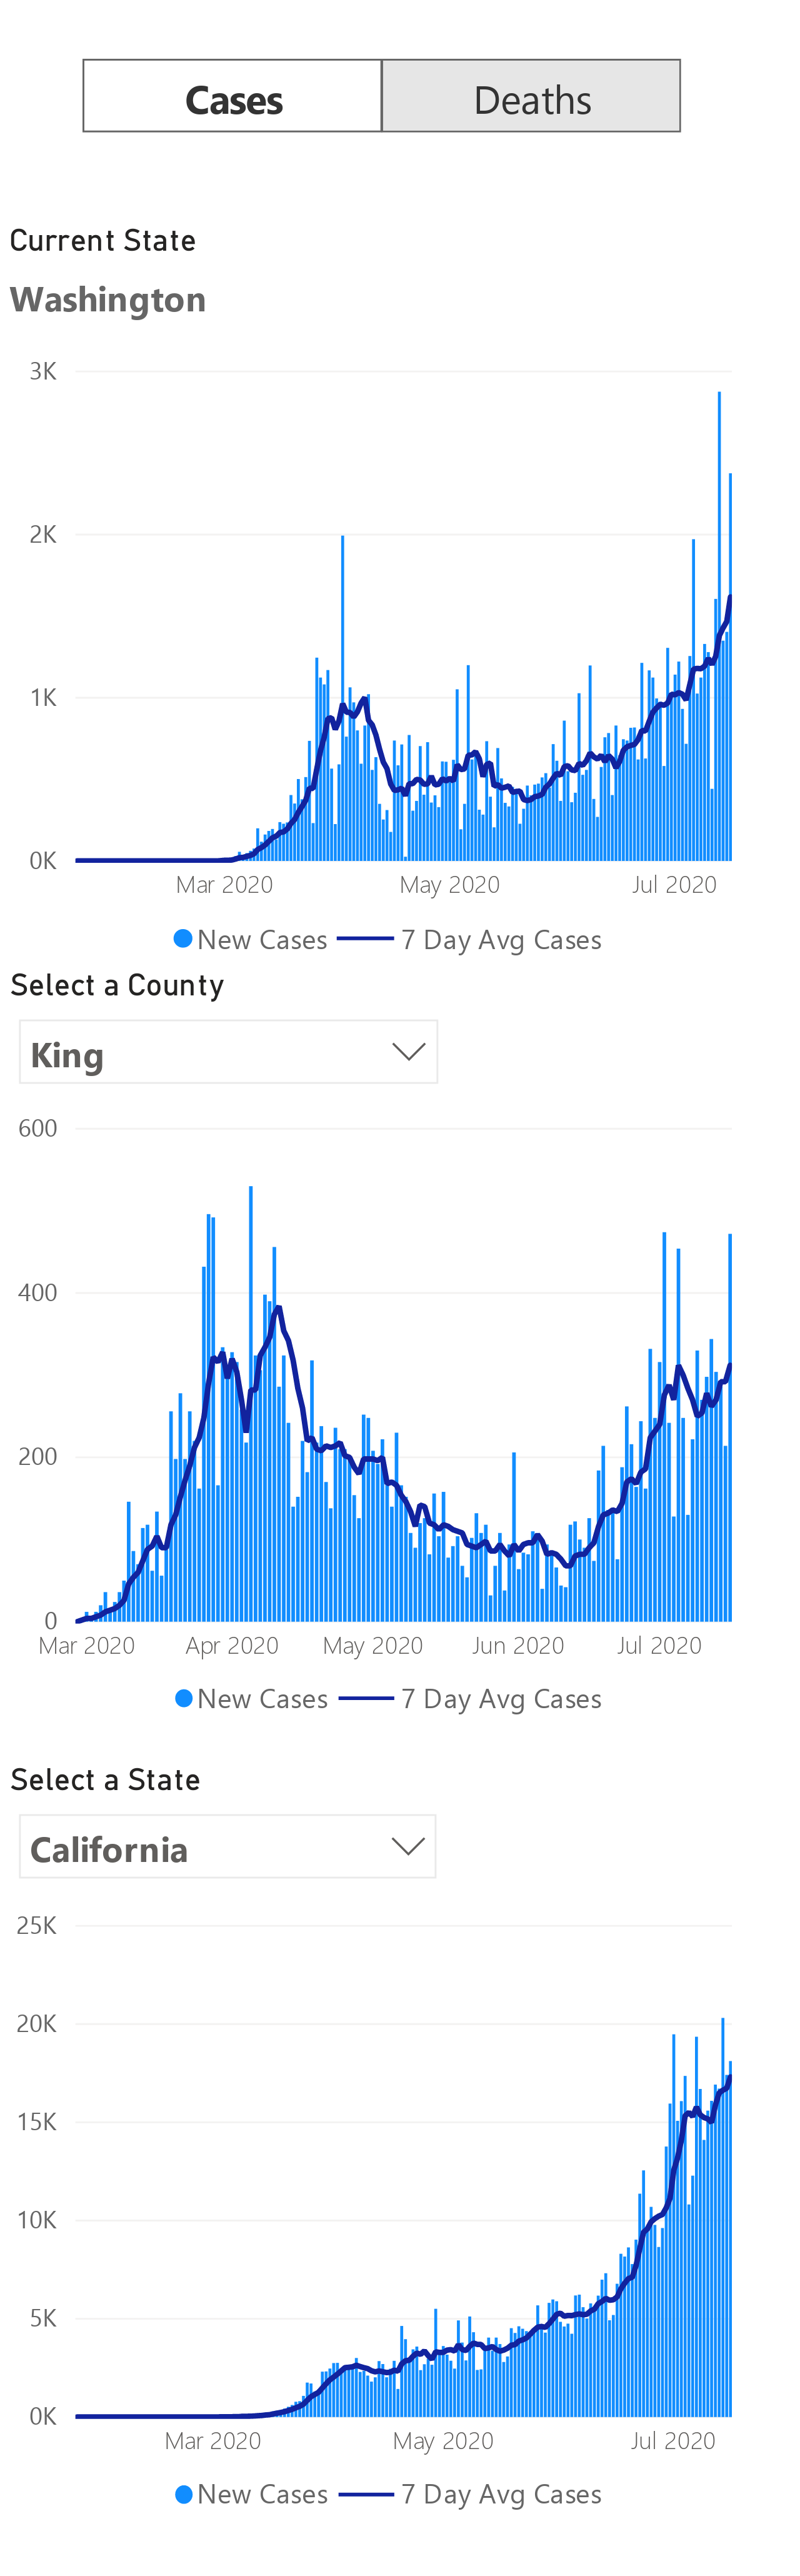 Cases Deaths
Current State
Washington
3K
2K
1K
0K
Mar 2020 May 2020 Jul 2020
New Cases 7 Day Avg Cases
Select a County
King
600
400
200
0
Mar 2020 Apr 2020 May 2020 Jun 2020 Jul 2020
New Cases 7 Day Avg Cases
Select a State
California
25K
20K
15K
10K
5K
0K
Mar 2020 May 2020 Jul 2020
New Cases 7 Day Avg Cases